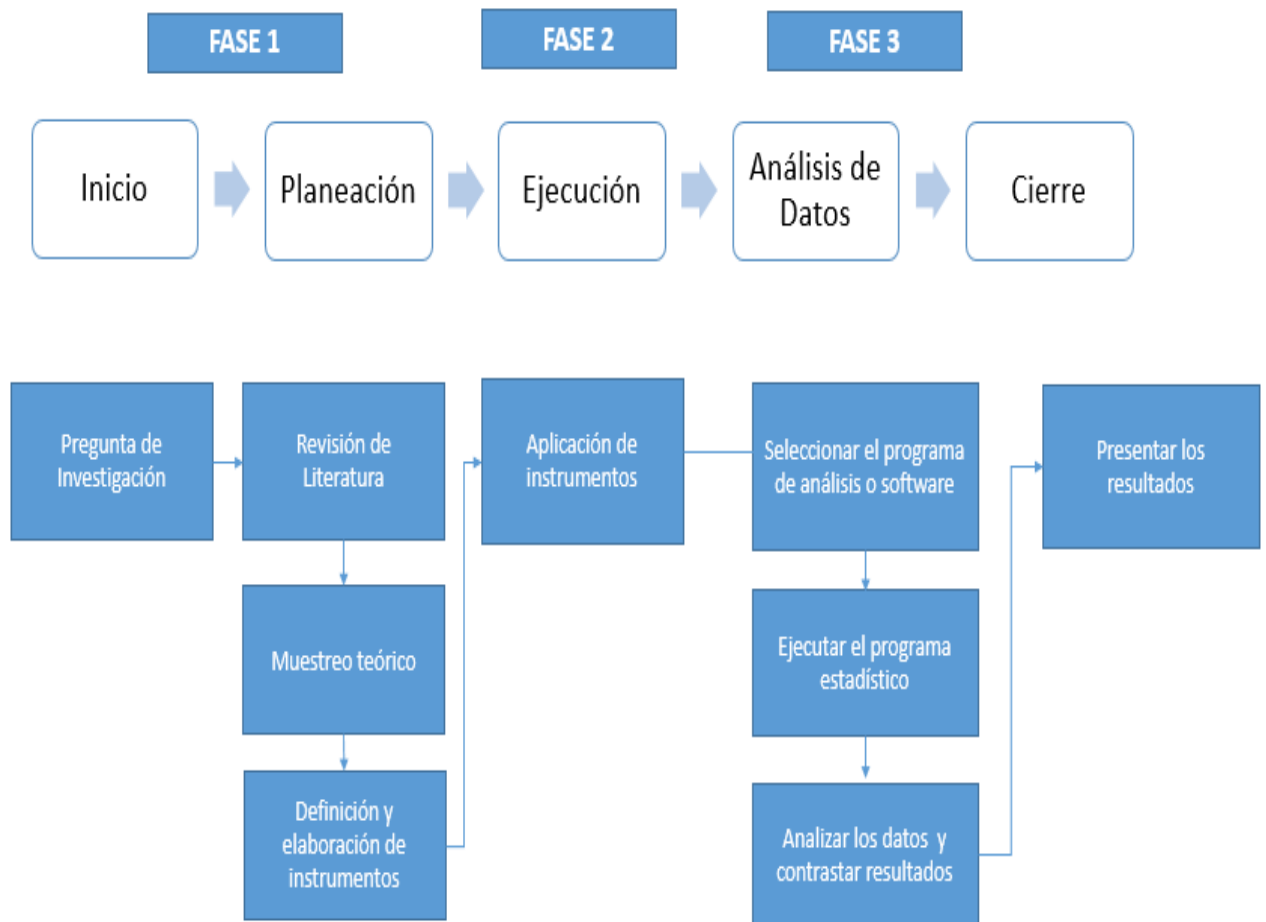 FASE 1
FASE 2
FASE 3
Inicio
Planeación
Ejecución
Análisis de
Datos
Cierre
Pregunta de
Investigación
Revisión de
Literatura
Aplicación de
instrumentos
Seleccionar el programa
de análisis o software
Presentar los
resultados
Muestreo teórico
Ejecutar el programa
estadístico
Definición y
elaboración de
instrumentos
Analizar los datos y
contrastar resultados